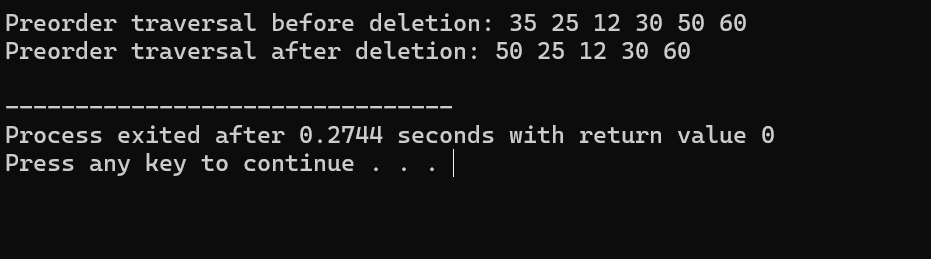 Preorder traversal before deletion: 35 25 12 30 50 60
Preorder traversal after deletion: 50 25 12 30 60
--------------------------------
Process exited after 0.2744 seconds with return value 0
Press any key to continue . . .